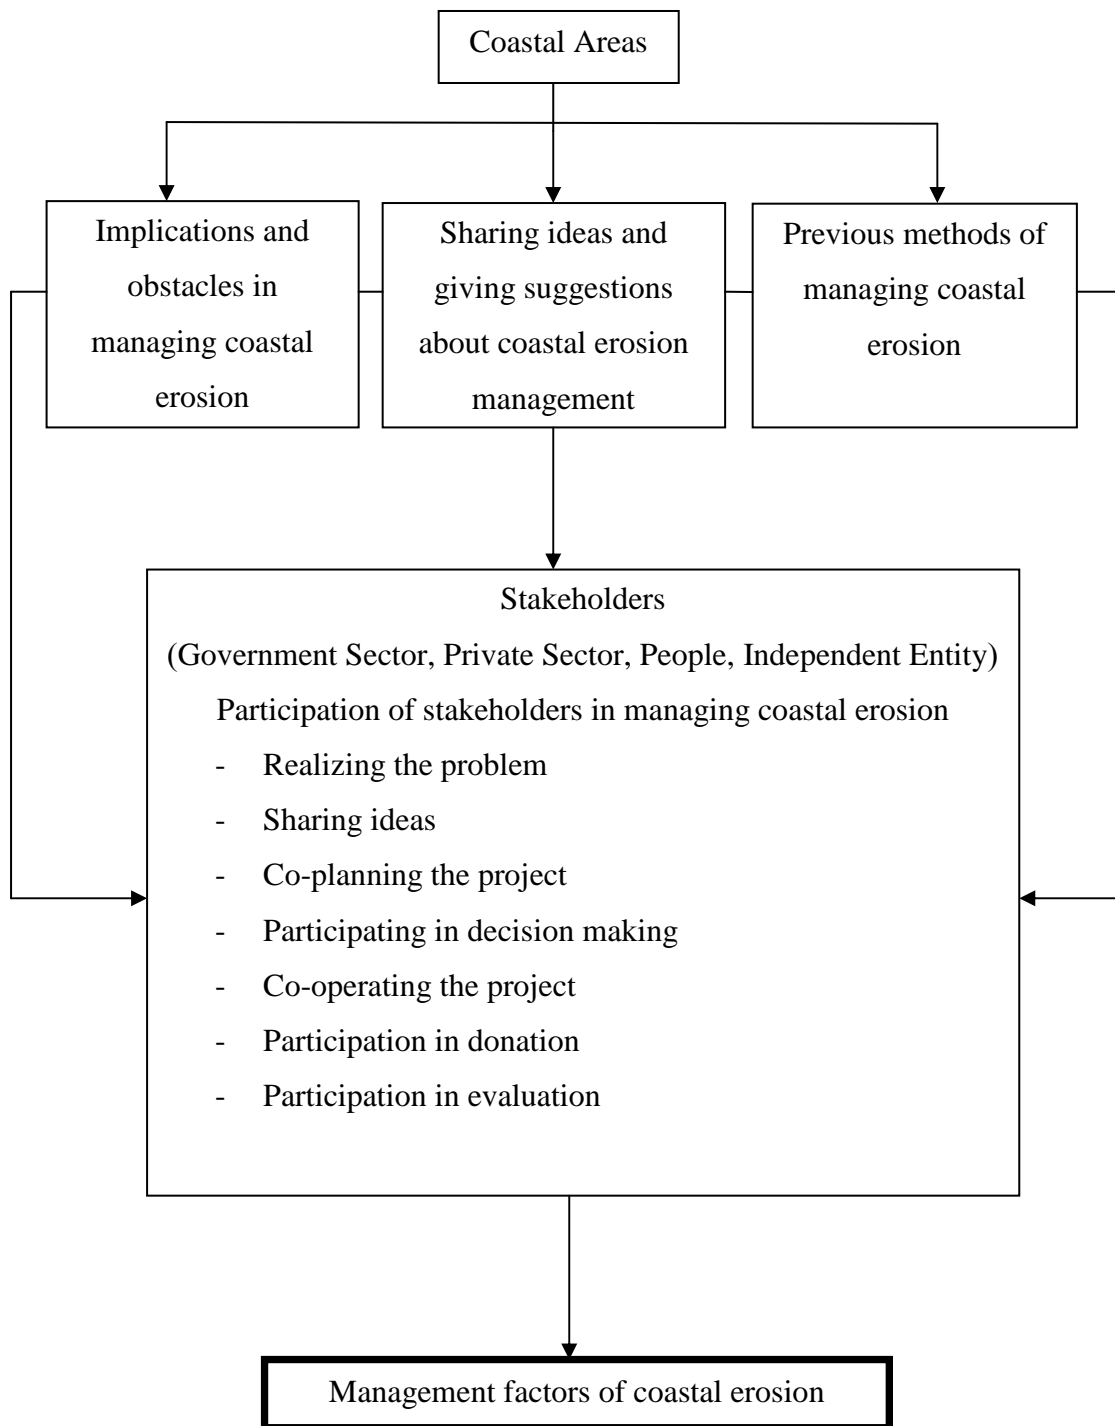 Coastal Areas
Implications and
obstacles in
managing coastal
erosion
Sharing ideas and
giving suggestions
about coastal erosion
management
Previous methods of
managing coastal
erosion
Stakeholders
(Government Sector, Private Sector, People, Independent Entity)
Participation of stakeholders in managing coastal erosion
- Realizing the problem
- Sharing ideas
- Co-planning the project
- Participating in decision making
- Co-operating the project
- Participation in donation
- Participation in evaluation
Management factors of coastal erosion